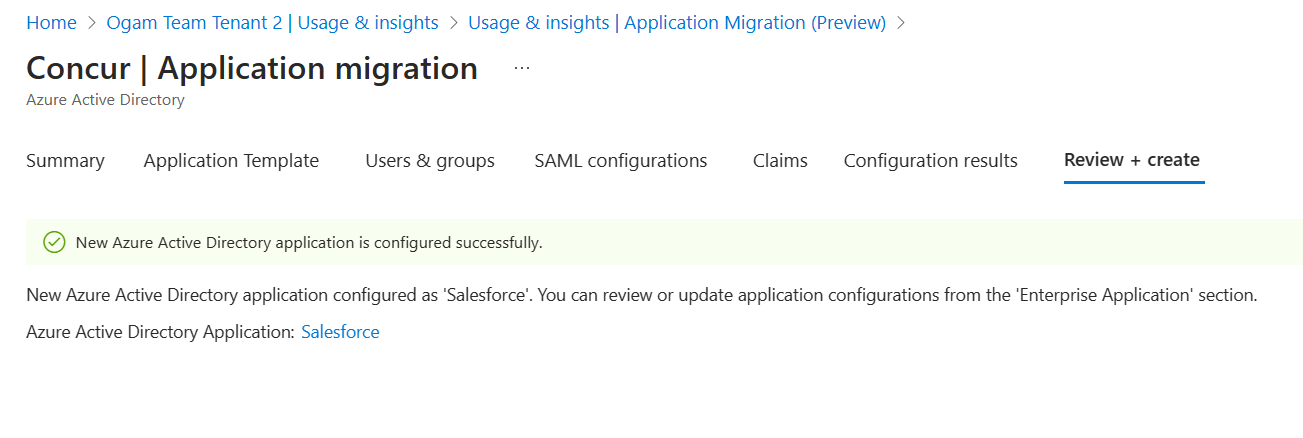 Home > Ogam Team Tenant 2 | Usage & insights > Usage & insights | Application Migration (Preview) >
Concur | Application migration ...
Azure Active Directory
Summary Application Template Users & groups SAML configurations Claims Configuration results Review + create
New Azure Active Directory application is configured successfully.
New Azure Active Directory application configured as 'Salesforce'. You can review or update application configurations from the 'Enterprise Application' section.
Azure Active Directory Application: Salesforce